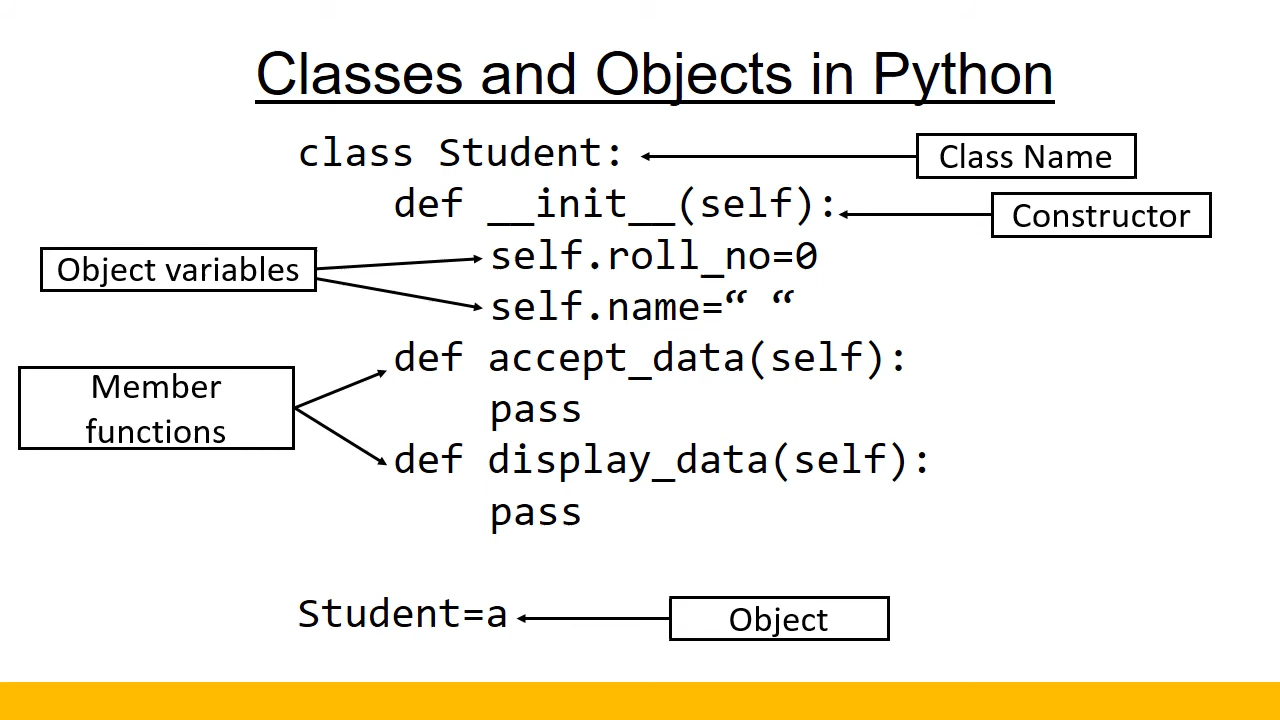 Classes and Objects in Python
class Student:
Class Name
def __init__(self):
Constructor
self.roll_no=0
Object variables
self.name=“ “
def accept_data(self):
Member
functions
pass
def display_data(self):
pass
Student=a
Object